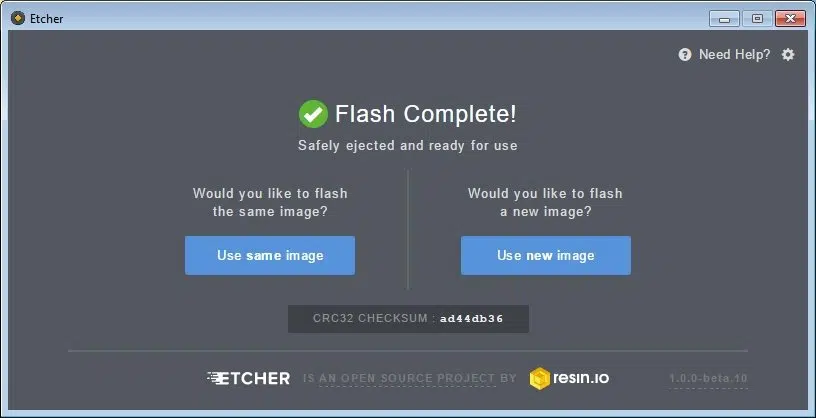 Etcher
Need Help?
Flash Complete!
Safely ejected and ready for use
Would you like to flash
the same image?
Use same image
Would you like to flash
a new image?
Use new image
CRC32 CHECKSUM : ad44db36
ETCHER IS AN OPEN SOURCE PROJECT BY resin.io 1.0.0-beta.10